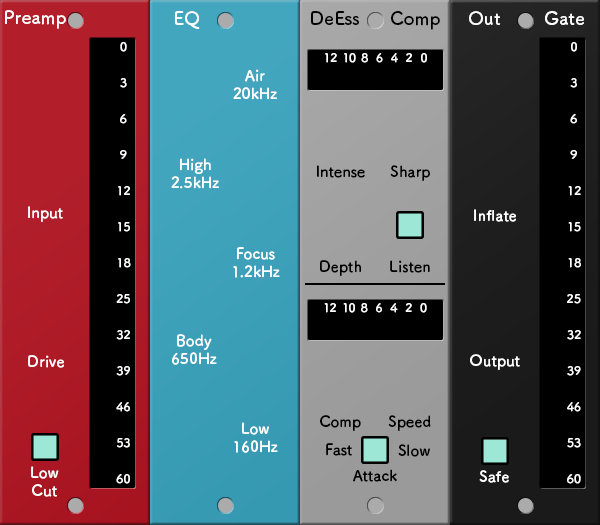 Preamp
0
3
6
9
12
15
18
25
32
39
46
53
60
Input
Drive
Low
Cut
EQ
Air
20kHz
High
2.5kHz
Focus
1.2kHz
Body
650Hz
Low
160Hz
DeEss Comp
12 10 8 6 4 2 0
Intense Sharp
Depth Listen
12 10 8 6 4 2 0
Comp Speed
Fast Slow
Attack
Out Gate
0
3
6
9
12
15
18
25
32
39
46
53
60
Inflate
Output
Safe